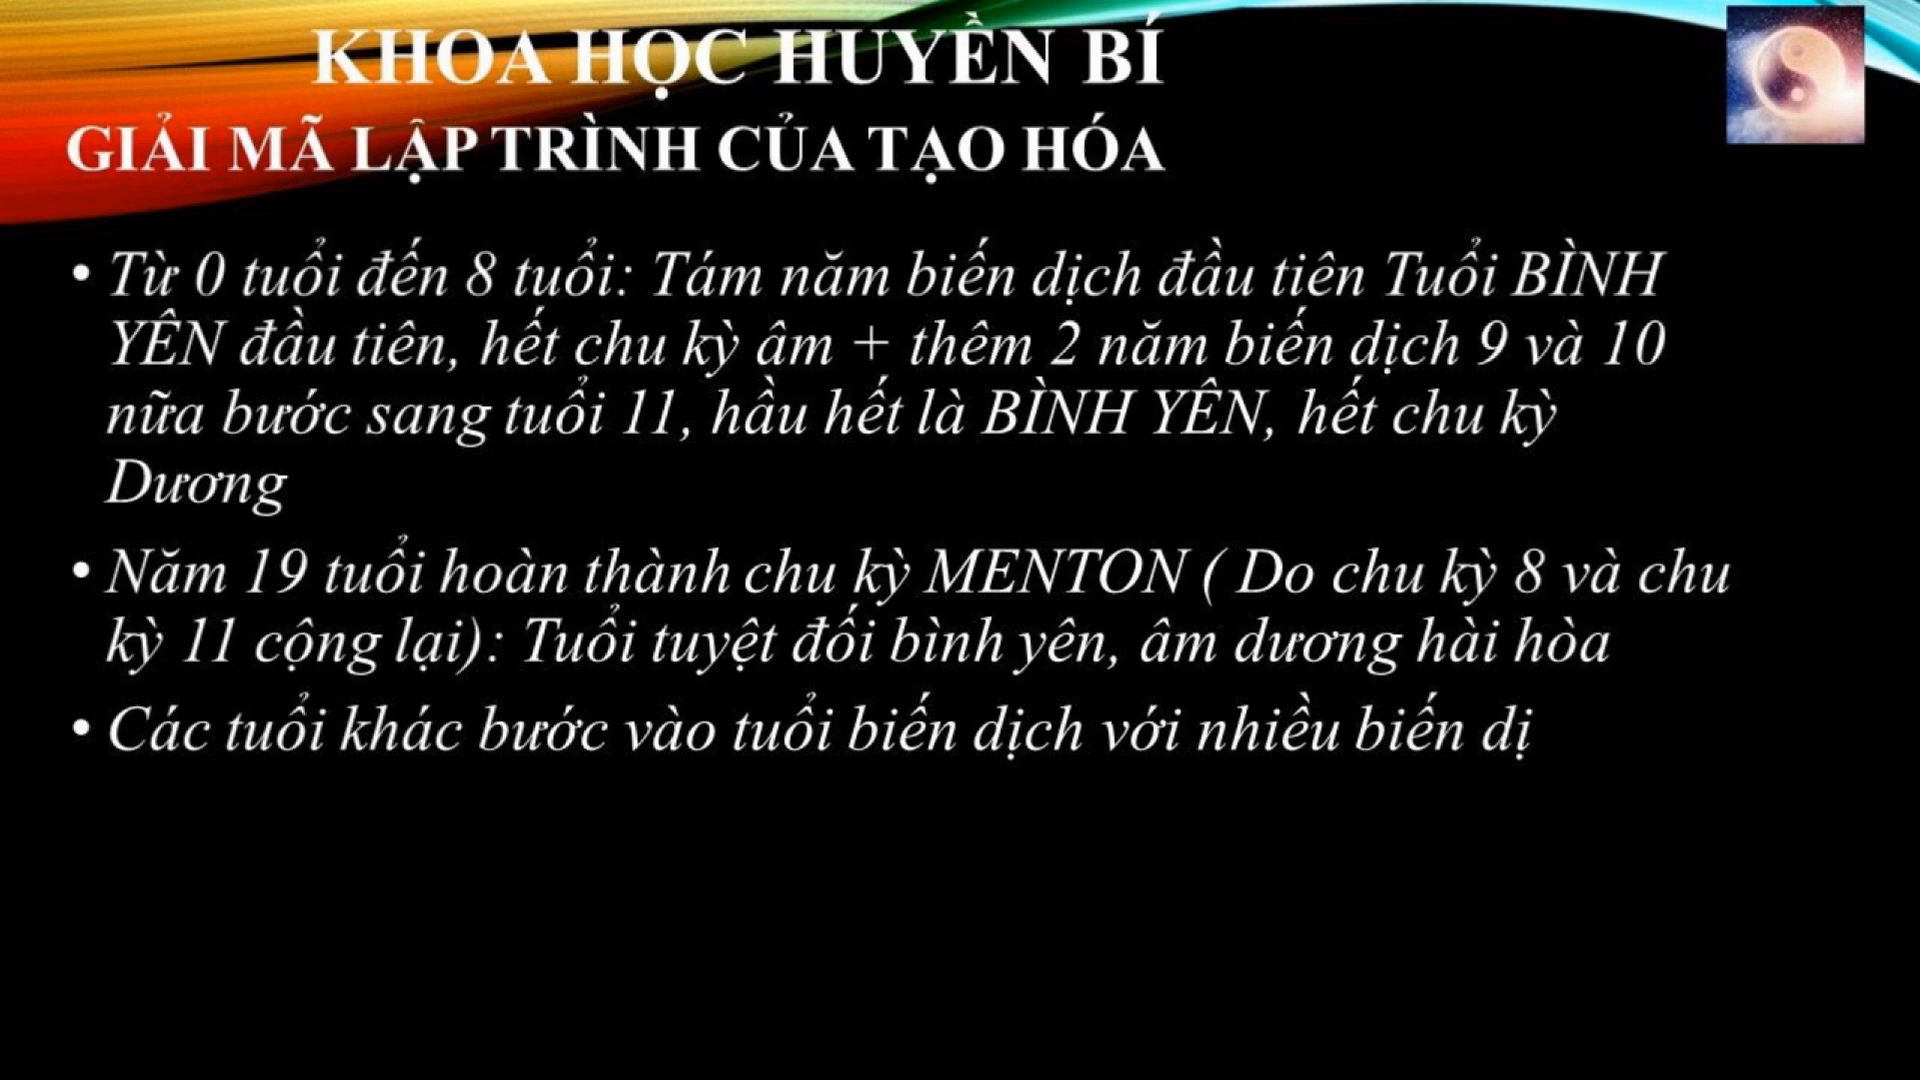 KHOA HỌC HUYỀN BÍ
GIẢI MÃ LẬP TRÌNH CỦA TẠO HÓA
• Từ 0 tuổi đến 8 tuổi: Tám năm biến dịch đầu tiên Tuổi BÌNH
YÊN đầu tiên, hết chu kỳ âm + thêm 2 năm biến dịch 9 và 10
nữa bước sang tuổi 11, hầu hết là BÌNH YÊN, hết chu kỳ
Dương
• Năm 19 tuổi hoàn thành chu kỳ MENTON ( Do chu kỳ 8 và chu
kỳ 11 cộng lại): Tuổi tuyệt đối bình yên, âm dương hài hòa
• Các tuổi khác bước vào tuổi biến dịch với nhiều biến dị